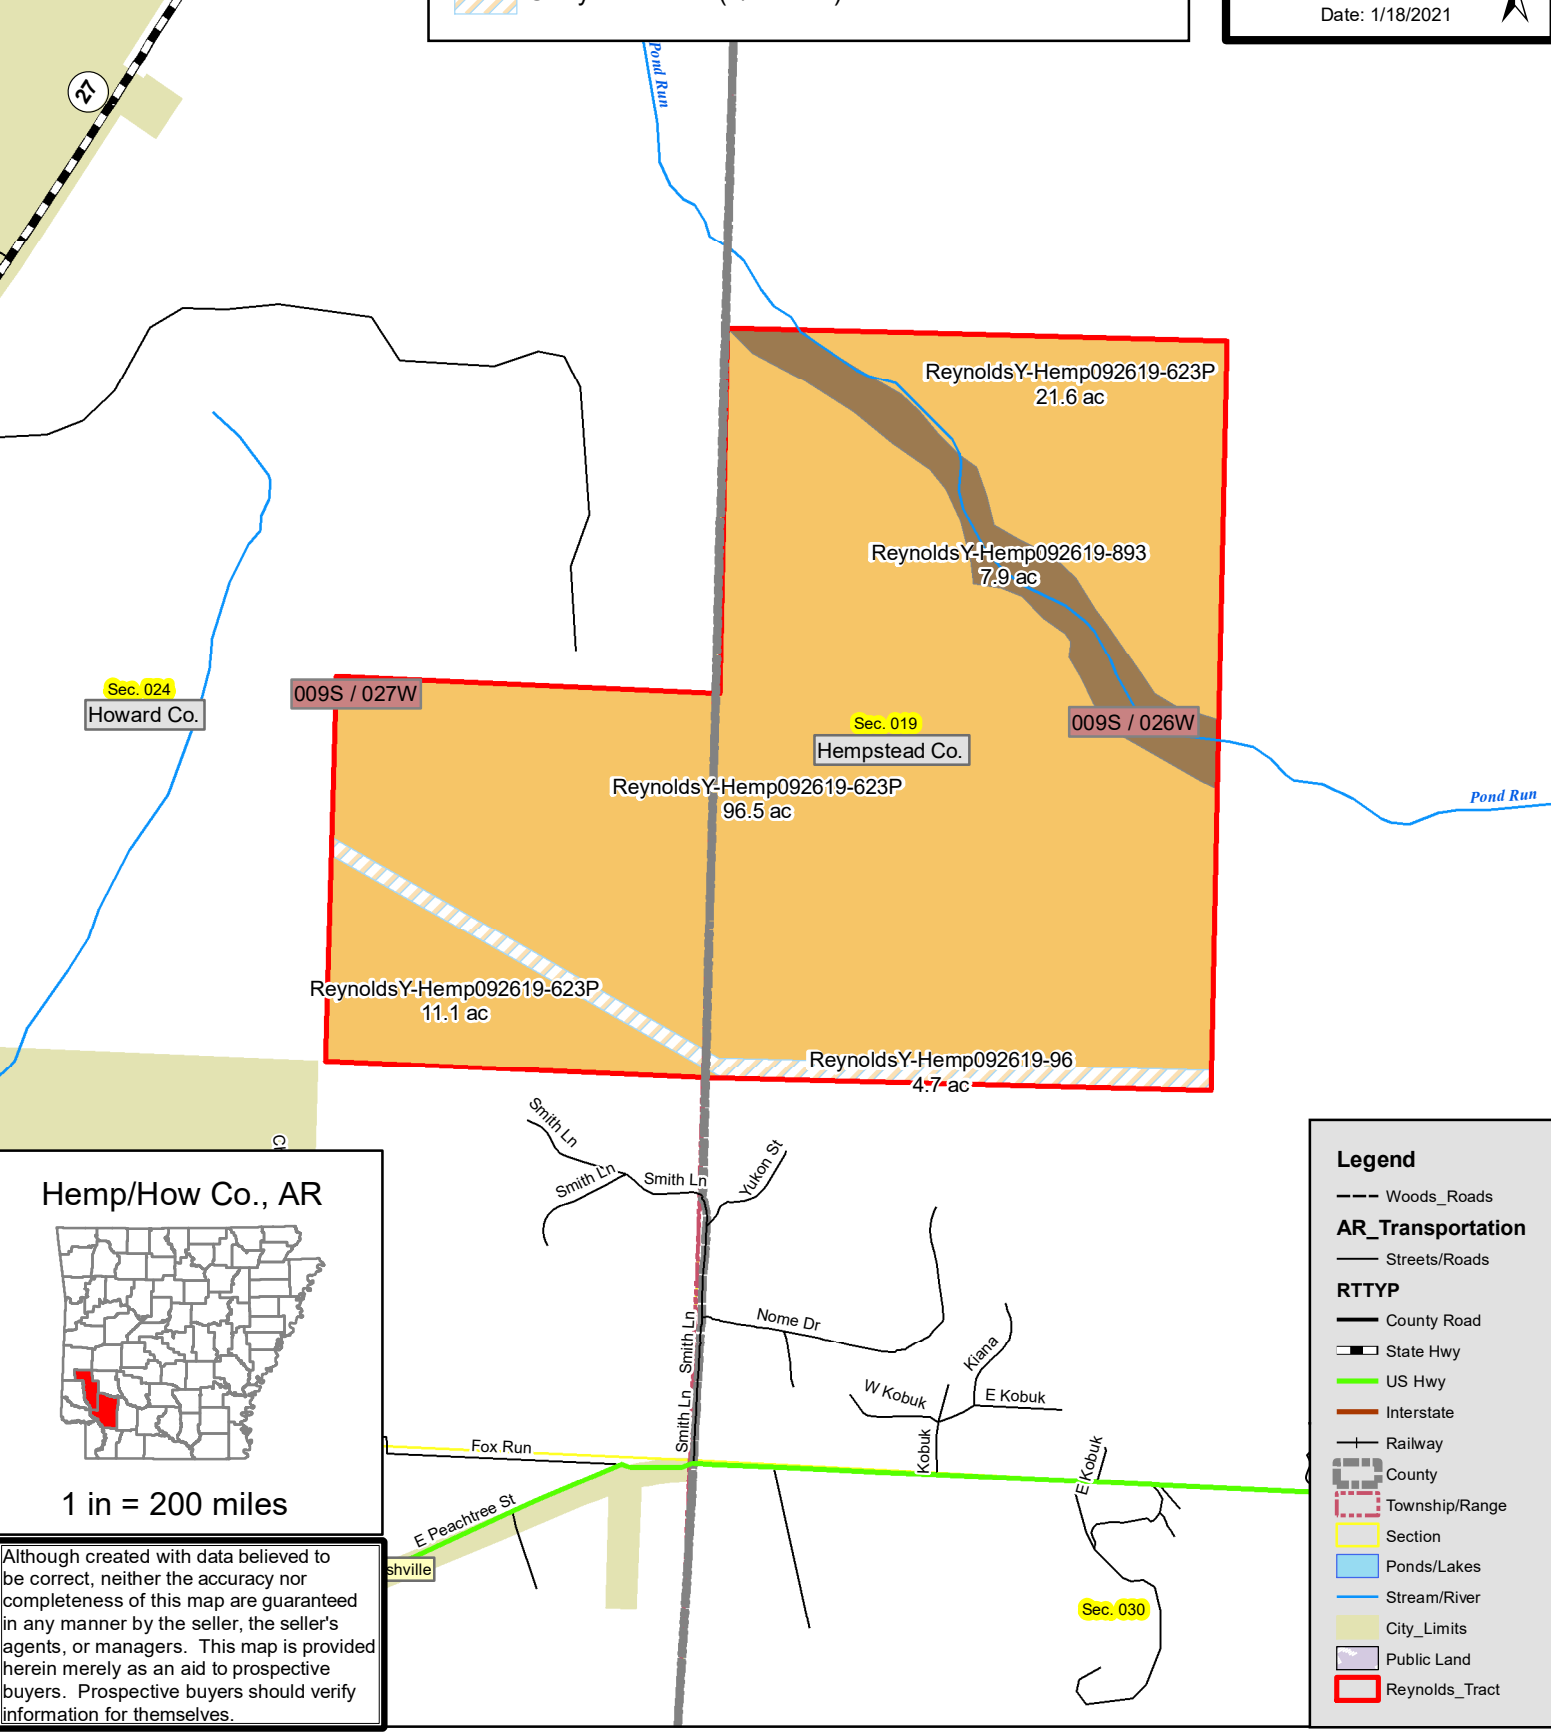 Date: 1/18/2021
27
Pond Run
ReynoldsY-Hemp092619-623P
21.6 ac
ReynoldsY-Hemp092619-893
7.9 ac
Sec. 024
Howard Co.
009S / 027W
Sec. 019
Hempstead Co.
009S / 026W
ReynoldsY-Hemp092619-623P
96.5 ac
Pond Run
ReynoldsY-Hemp092619-623P
11.1 ac
ReynoldsY-Hemp092619-96
4.7 ac
Smith Ln
Smith Ln
Smith Ln
Yukon St
Smith Ln
Smith Ln
Nome Dr
Kiana
W Kobuk
E Kobuk
Kobuk
E Kobuk
Fox Run
E Peachtree St
shville
Sec. 030
Hemp/How Co., AR
1 in = 200 miles
Although created with data believed to
be correct, neither the accuracy nor
completeness of this map are guaranteed
in any manner by the seller, the seller's
agents, or managers. This map is provided
herein merely as an aid to prospective
buyers. Prospective buyers should verify
information for themselves.
Legend
Woods_Roads
AR_Transportation
Streets/Roads
RTTYP
County Road
State Hwy
US Hwy
Interstate
Railway
County
Township/Range
Section
Ponds/Lakes
Stream/River
City_Limits
Public Land
Reynolds_Tract